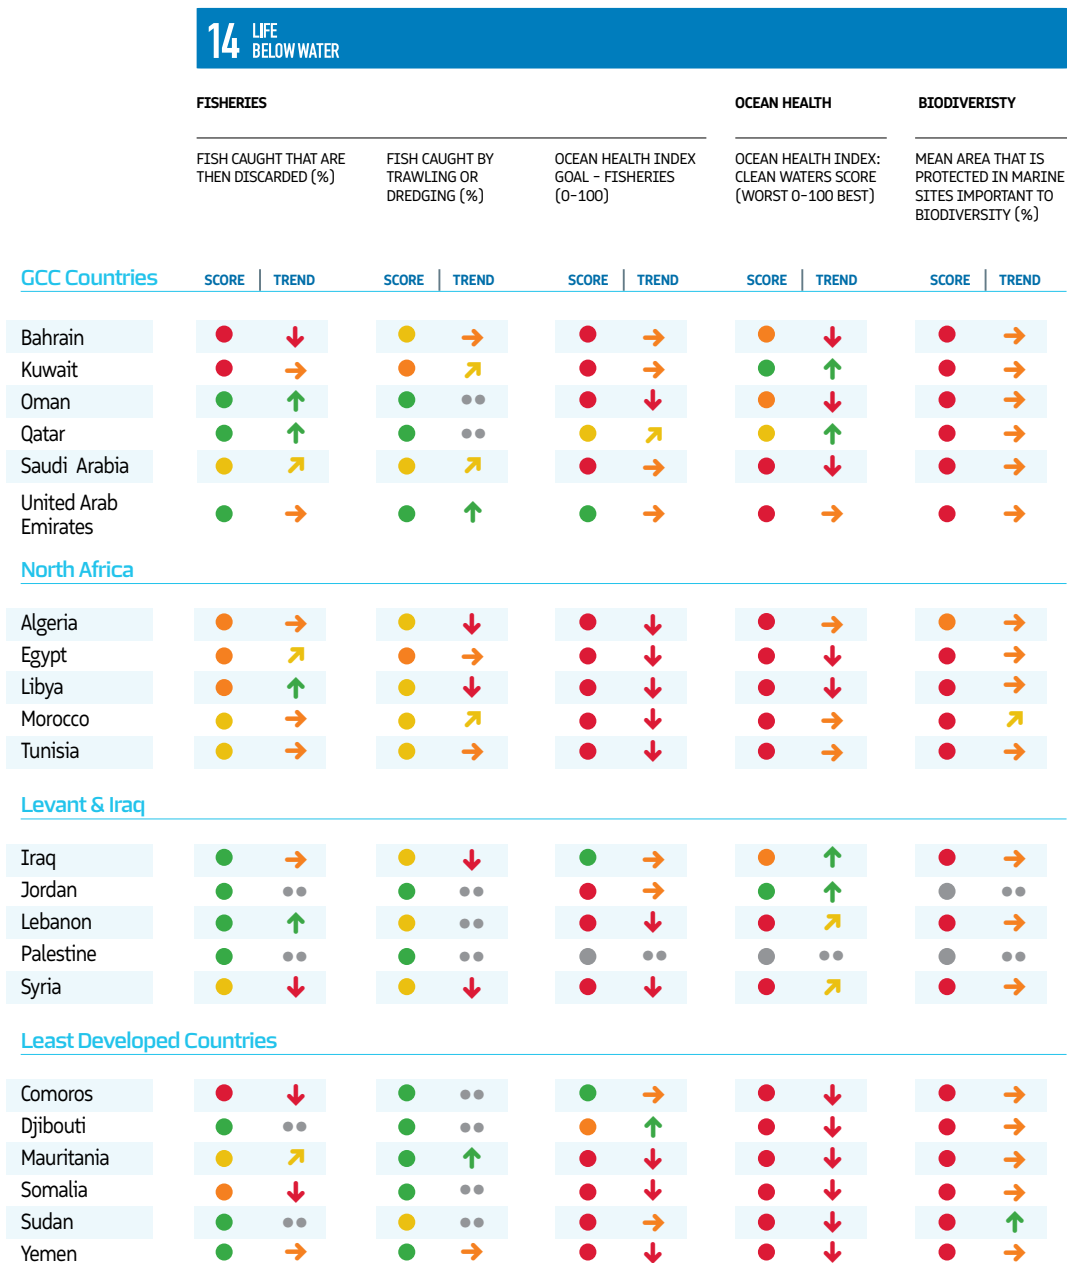 14 LIFE
BELOW WATER
FISHERIES
OCEAN HEALTH
BIODIVERISTY
FISH CAUGHT THAT ARE
THEN DISCARDED (%)
FISH CAUGHT BY
TRAWLING OR
DREDGING (%)
OCEAN HEALTH INDEX
GOAL - FISHERIES
(0-100)
OCEAN HEALTH INDEX:
CLEAN WATERS SCORE
(WORST 0-100 BEST)
MEAN AREA THAT IS
PROTECTED IN MARINE
SITES IMPORTANT TO
BIODIVERSITY (%)
GCC Countries SCORE TREND SCORE TREND SCORE TREND SCORE TREND SCORE TREND
Bahrain
Kuwait
Oman
Qatar
Saudi Arabia
United Arab
Emirates
North Africa
Algeria
Egypt
Libya
Morocco
Tunisia
Levant & Iraq
Iraq
Jordan
Lebanon
Palestine
Syria
Least Developed Countries
Comoros
Djibouti
Mauritania
Somalia
Sudan
Yemen